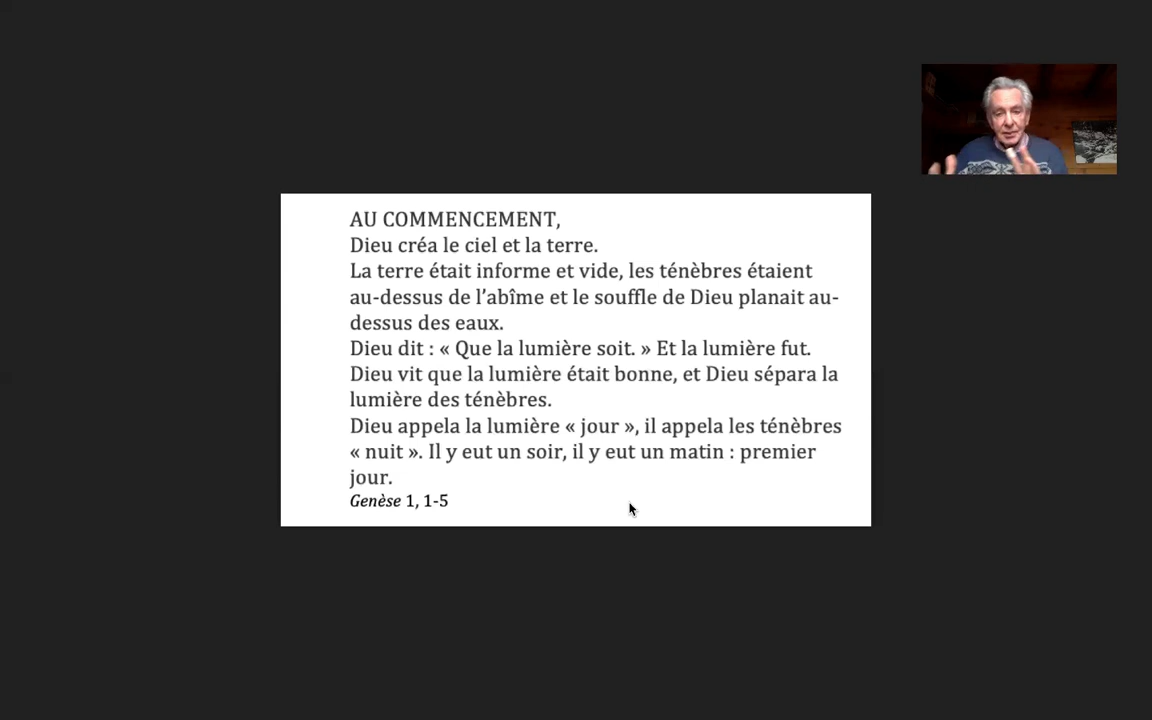 AU COMMENCEMENT,
Dieu créa le ciel et la terre.
La terre était informe et vide, les ténèbres étaient
au-dessus de l’abîme et le souffle de Dieu planait au-
dessus des eaux.
Dieu dit : « Que la lumière soit. » Et la lumière fut.
Dieu vit que la lumière était bonne, et Dieu sépara la
lumière des ténèbres.
Dieu appela la lumière « jour », il appela les ténèbres
« nuit ». Il y eut un soir, il y eut un matin : premier
jour.
Genèse 1, 1-5